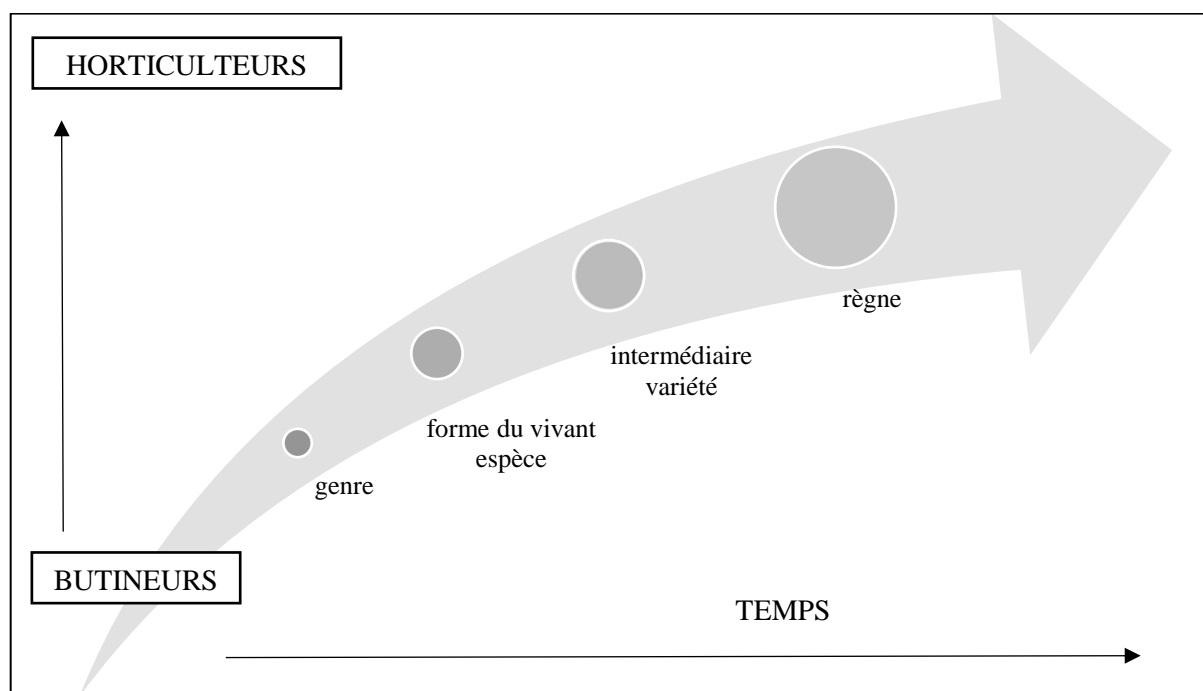 HORTICULTEURS
règne
intermédiaire
variété
forme du vivant
espèce
genre
BUTINEURS
TEMPS